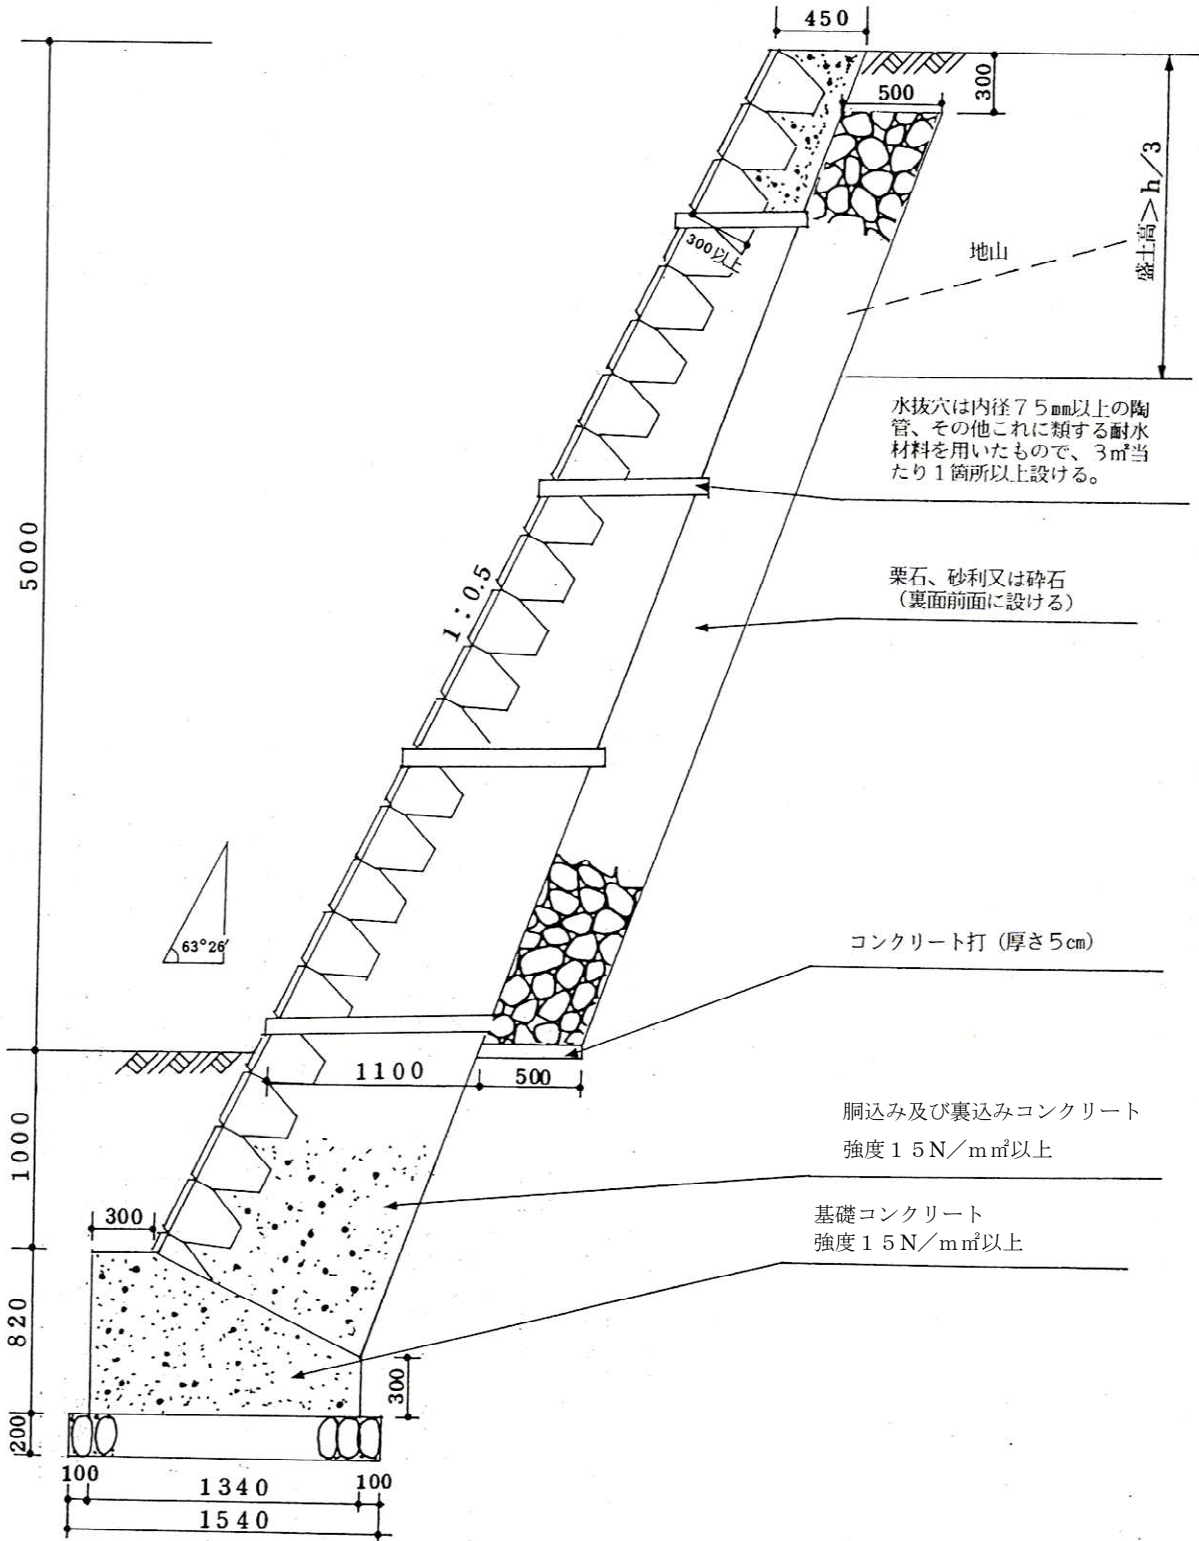 450
500
300
盛土高>h/3
地山
300以上
水抜穴は内径75㎜以上の陶
管、その他これに類する耐水
材料を用いたもので、3㎡当
たり1箇所以上設ける。
5000
栗石、砂利又は砕石
(裏面前面に設ける)
1:0.5
63°26′
コンクリート打(厚さ5㎝)
1100
500
1000
胴込み及び裏込みコンクリート
強度15N/m㎡以上
300
基礎コンクリート
強度15N/m㎡以上
820
300
200
100
1340
100
1540